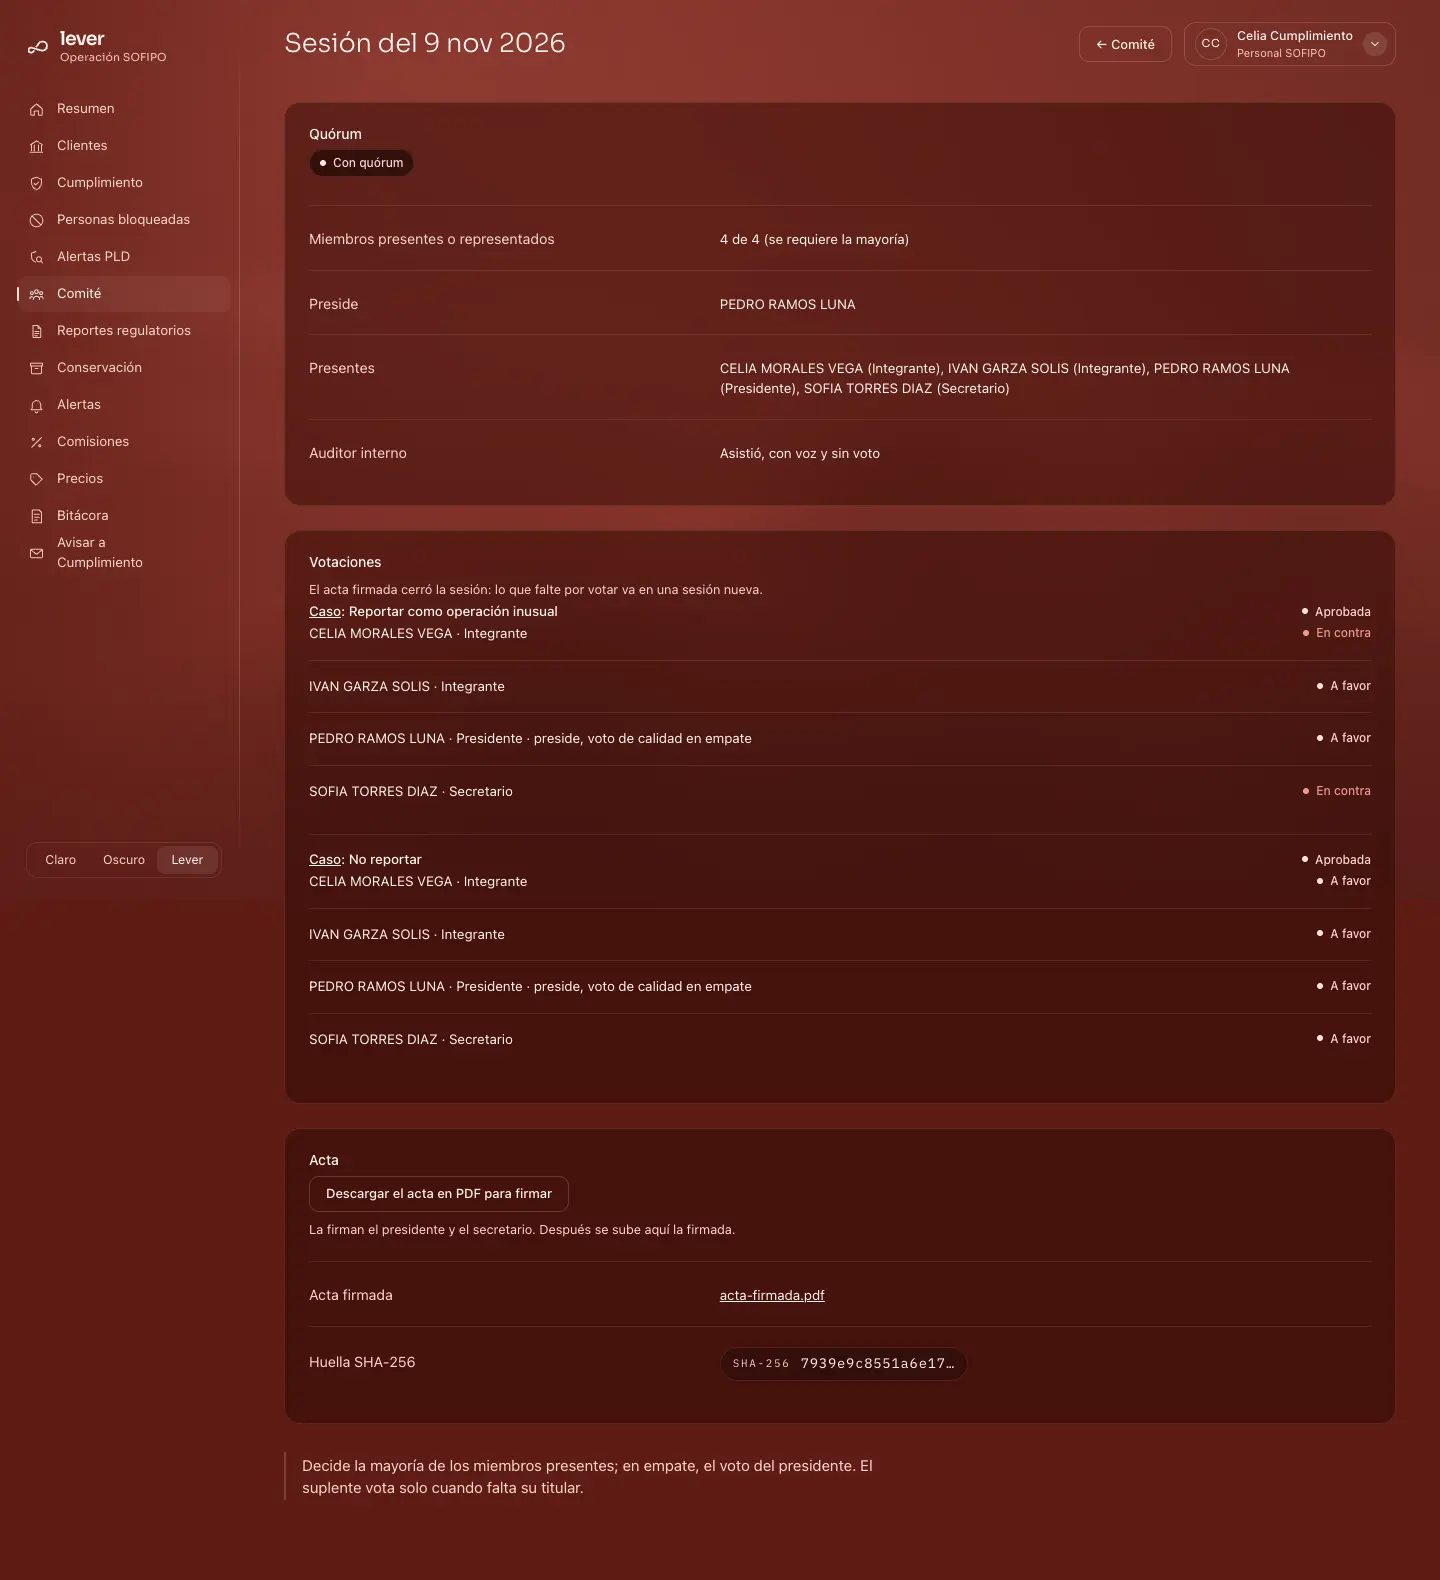 lever
Operación SOFIPO
Resumen
Clientes
Cumplimiento
Personas bloqueadas
Alertas PLD
Comité
Reportes regulatorios
Conservación
Alertas
Comisiones
Precios
Bitácora
Avisar a
Cumplimiento
Claro Oscuro Lever
Sesión del 9 nov 2026
← Comité
CC
Celia Cumplimiento
Personal SOFIPO
Quórum
Con quórum
Miembros presentes o representados
4 de 4 (se requiere la mayoría)
Preside
PEDRO RAMOS LUNA
Presentes
CELIA MORALES VEGA (Integrante), IVAN GARZA SOLIS (Integrante), PEDRO RAMOS LUNA
(Presidente), SOFIA TORRES DIAZ (Secretario)
Auditor interno
Asistió, con voz y sin voto
Votaciones
El acta firmada cerró la sesión: lo que falte por votar va en una sesión nueva.
Caso: Reportar como operación inusual
Aprobada
CELIA MORALES VEGA · Integrante
En contra
IVAN GARZA SOLIS · Integrante
A favor
PEDRO RAMOS LUNA · Presidente · preside, voto de calidad en empate
A favor
SOFIA TORRES DIAZ · Secretario
En contra
Caso: No reportar
Aprobada
CELIA MORALES VEGA · Integrante
A favor
IVAN GARZA SOLIS · Integrante
A favor
PEDRO RAMOS LUNA · Presidente · preside, voto de calidad en empate
A favor
SOFIA TORRES DIAZ · Secretario
A favor
Acta
Descargar el acta en PDF para firmar
La firman el presidente y el secretario. Después se sube aquí la firmada.
Acta firmada
acta-firmada.pdf
Huella SHA-256
SHA-256 7939e9c8551a6e17…
Decide la mayoría de los miembros presentes; en empate, el voto del presidente. El
suplente vota solo cuando falta su titular.